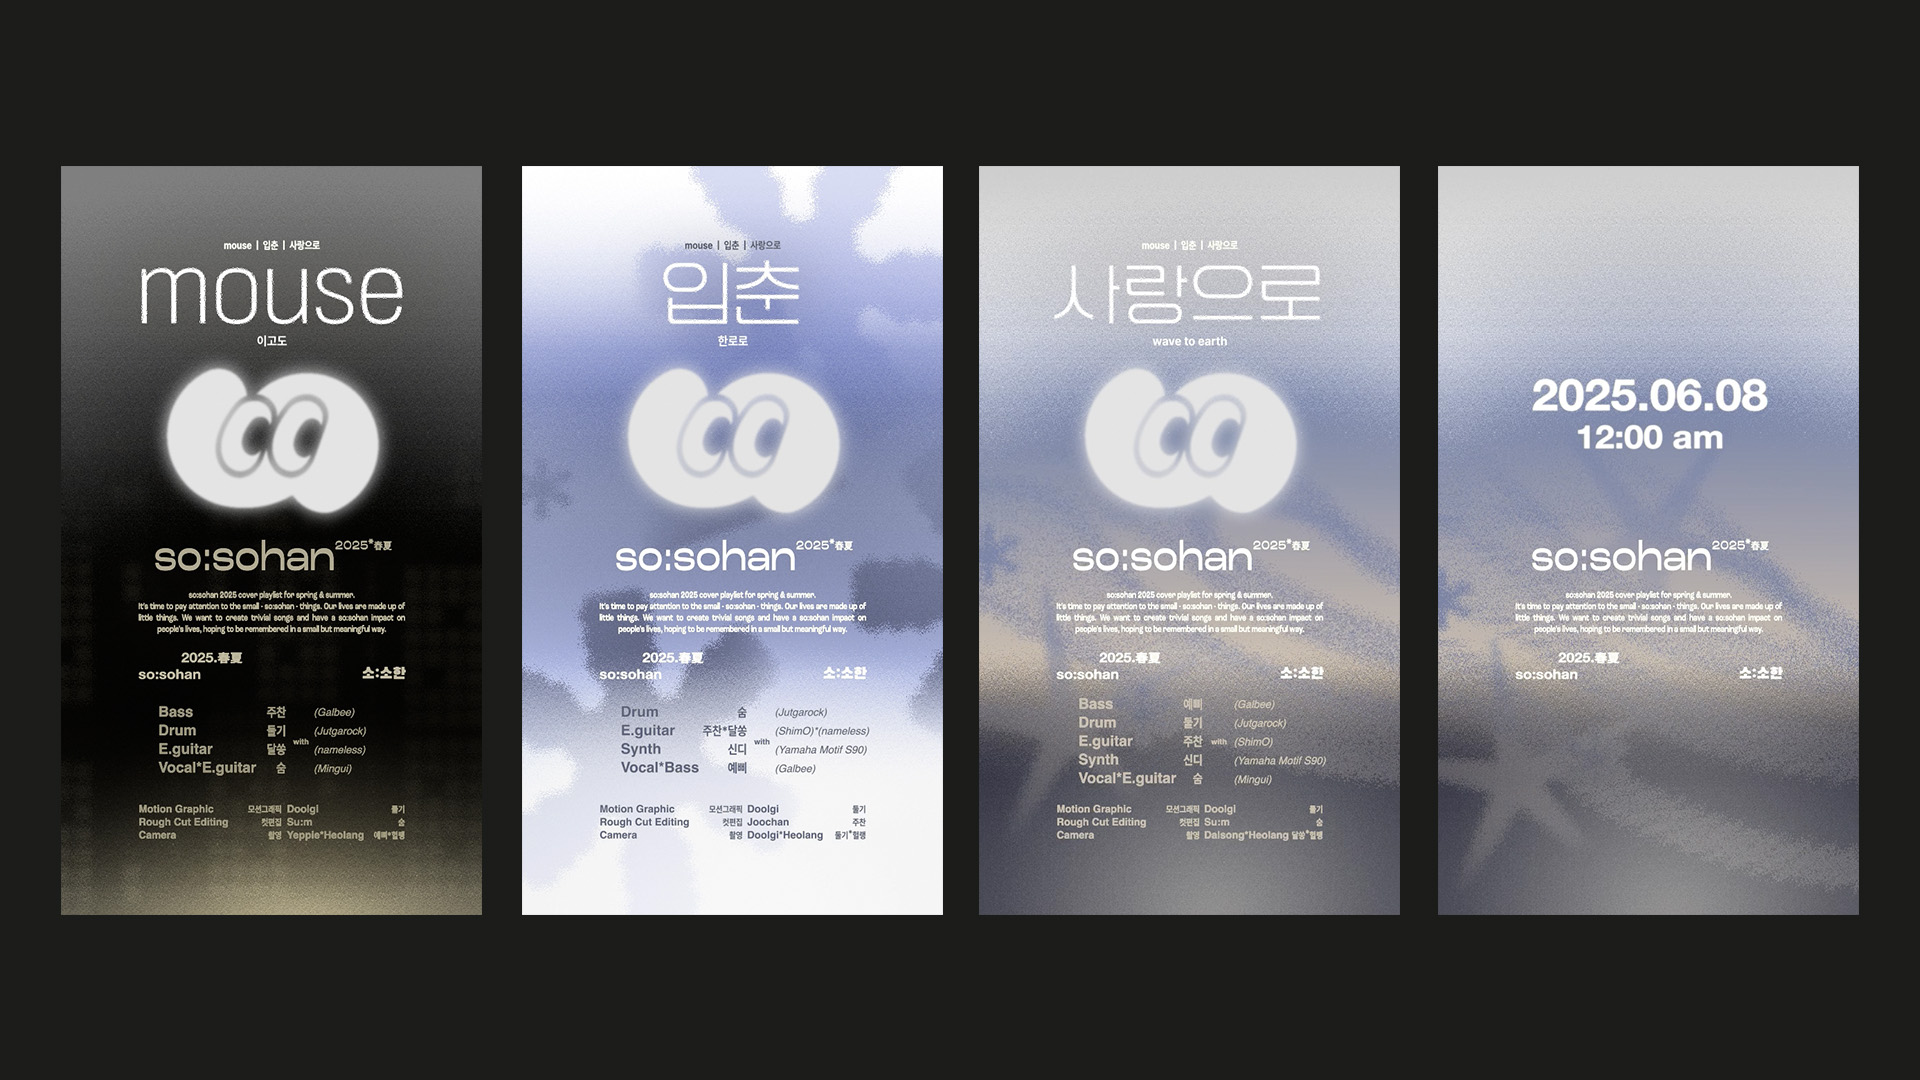 mouse | 입춘 | 사랑으로
mouse
이고도
so:sohan 2025*春夏
so:sohan 2025 cover playlist for spring & summer.
It's time to pay attention to the small - so:sohan - things. Our lives are made up of
little things. We want to create trivial songs and have a so:sohan impact on
people's lives, hoping to be remembered in a small but meaningful way.
2025.春夏
so:sohan 소:소한
Bass 주찬 (Galbee)
Drum 둘기 (Jutgarock)
with
E.guitar 달쏭 (nameless)
Vocal*E.guitar 숨 (Mingui)
Motion Graphic 모션그래픽 Doolgi 둘기
Rough Cut Editing 컷편집 Su:m 숨
Camera 촬영 Yeppie*Heolang 예삐*헐랭
mouse | 입춘 | 사랑으로
입춘
한로로
so:sohan 2025*春夏
so:sohan 2025 cover playlist for spring & summer.
It's time to pay attention to the small - so:sohan - things. Our lives are made up of
little things. We want to create trivial songs and have a so:sohan impact on
people's lives, hoping to be remembered in a small but meaningful way.
2025.春夏
so:sohan 소:소한
Drum 숨 (Jutgarock)
E.guitar 주찬*달쏭 (ShimO)*(nameless)
with
Synth 신디 (Yamaha Motif S90)
Vocal*Bass 예삐 (Galbee)
Motion Graphic 모션그래픽 Doolgi 둘기
Rough Cut Editing 컷편집 Joochan 주찬
Camera 촬영 Doolgi*Heolang 둘기*헐랭
mouse | 입춘 | 사랑으로
사랑으로
wave to earth
so:sohan 2025*春夏
so:sohan 2025 cover playlist for spring & summer.
It's time to pay attention to the small - so:sohan - things. Our lives are made up of
little things. We want to create trivial songs and have a so:sohan impact on
people's lives, hoping to be remembered in a small but meaningful way.
2025.春夏
so:sohan 소:소한
Bass 예삐 (Galbee)
Drum 둘기 (Jutgarock)
E.guitar 주찬 with (ShimO)
Synth 신디 (Yamaha Motif S90)
Vocal*E.guitar 숨 (Mingui)
Motion Graphic 모션그래픽 Doolgi 둘기
Rough Cut Editing 컷편집 Su:m 숨
Camera 촬영 Dalsong*Heolang 달쏭*헐랭
2025.06.08
12:00 am
so:sohan 2025*春夏
so:sohan 2025 cover playlist for spring & summer.
It's time to pay attention to the small - so:sohan - things. Our lives are made up of
little things. We want to create trivial songs and have a so:sohan impact on
people's lives, hoping to be remembered in a small but meaningful way.
2025.春夏
so:sohan 소:소한